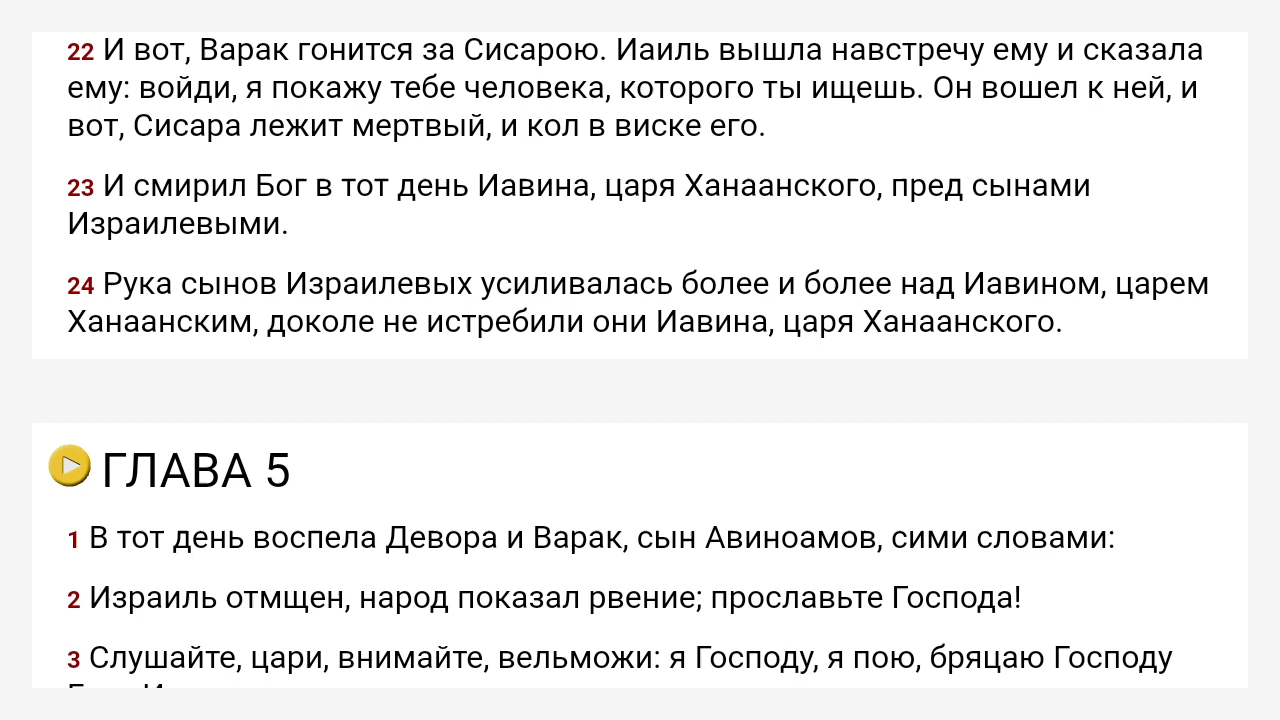 22 И вот, Варак гонится за Сисарою. Иаиль вышла навстречу ему и сказала
ему: войди, я покажу тебе человека, которого ты ищешь. Он вошел к ней, и
вот, Сисара лежит мертвый, и кол в виске его.
23 И смирил Бог в тот день Иавина, царя Ханаанского, пред сынами
Израилевыми.
24 Рука сынов Израилевых усиливалась более и более над Иавином, царем
Ханаанским, доколе не истребили они Иавина, царя Ханаанского.
ГЛАВА 5
1 В тот день воспела Девора и Варак, сын Авиноамов, сими словами:
2 Израиль отмщен, народ показал рвение; прославьте Господа!
3 Слушайте, цари, внимайте, вельможи: я Господу, я пою, бряцаю Господу